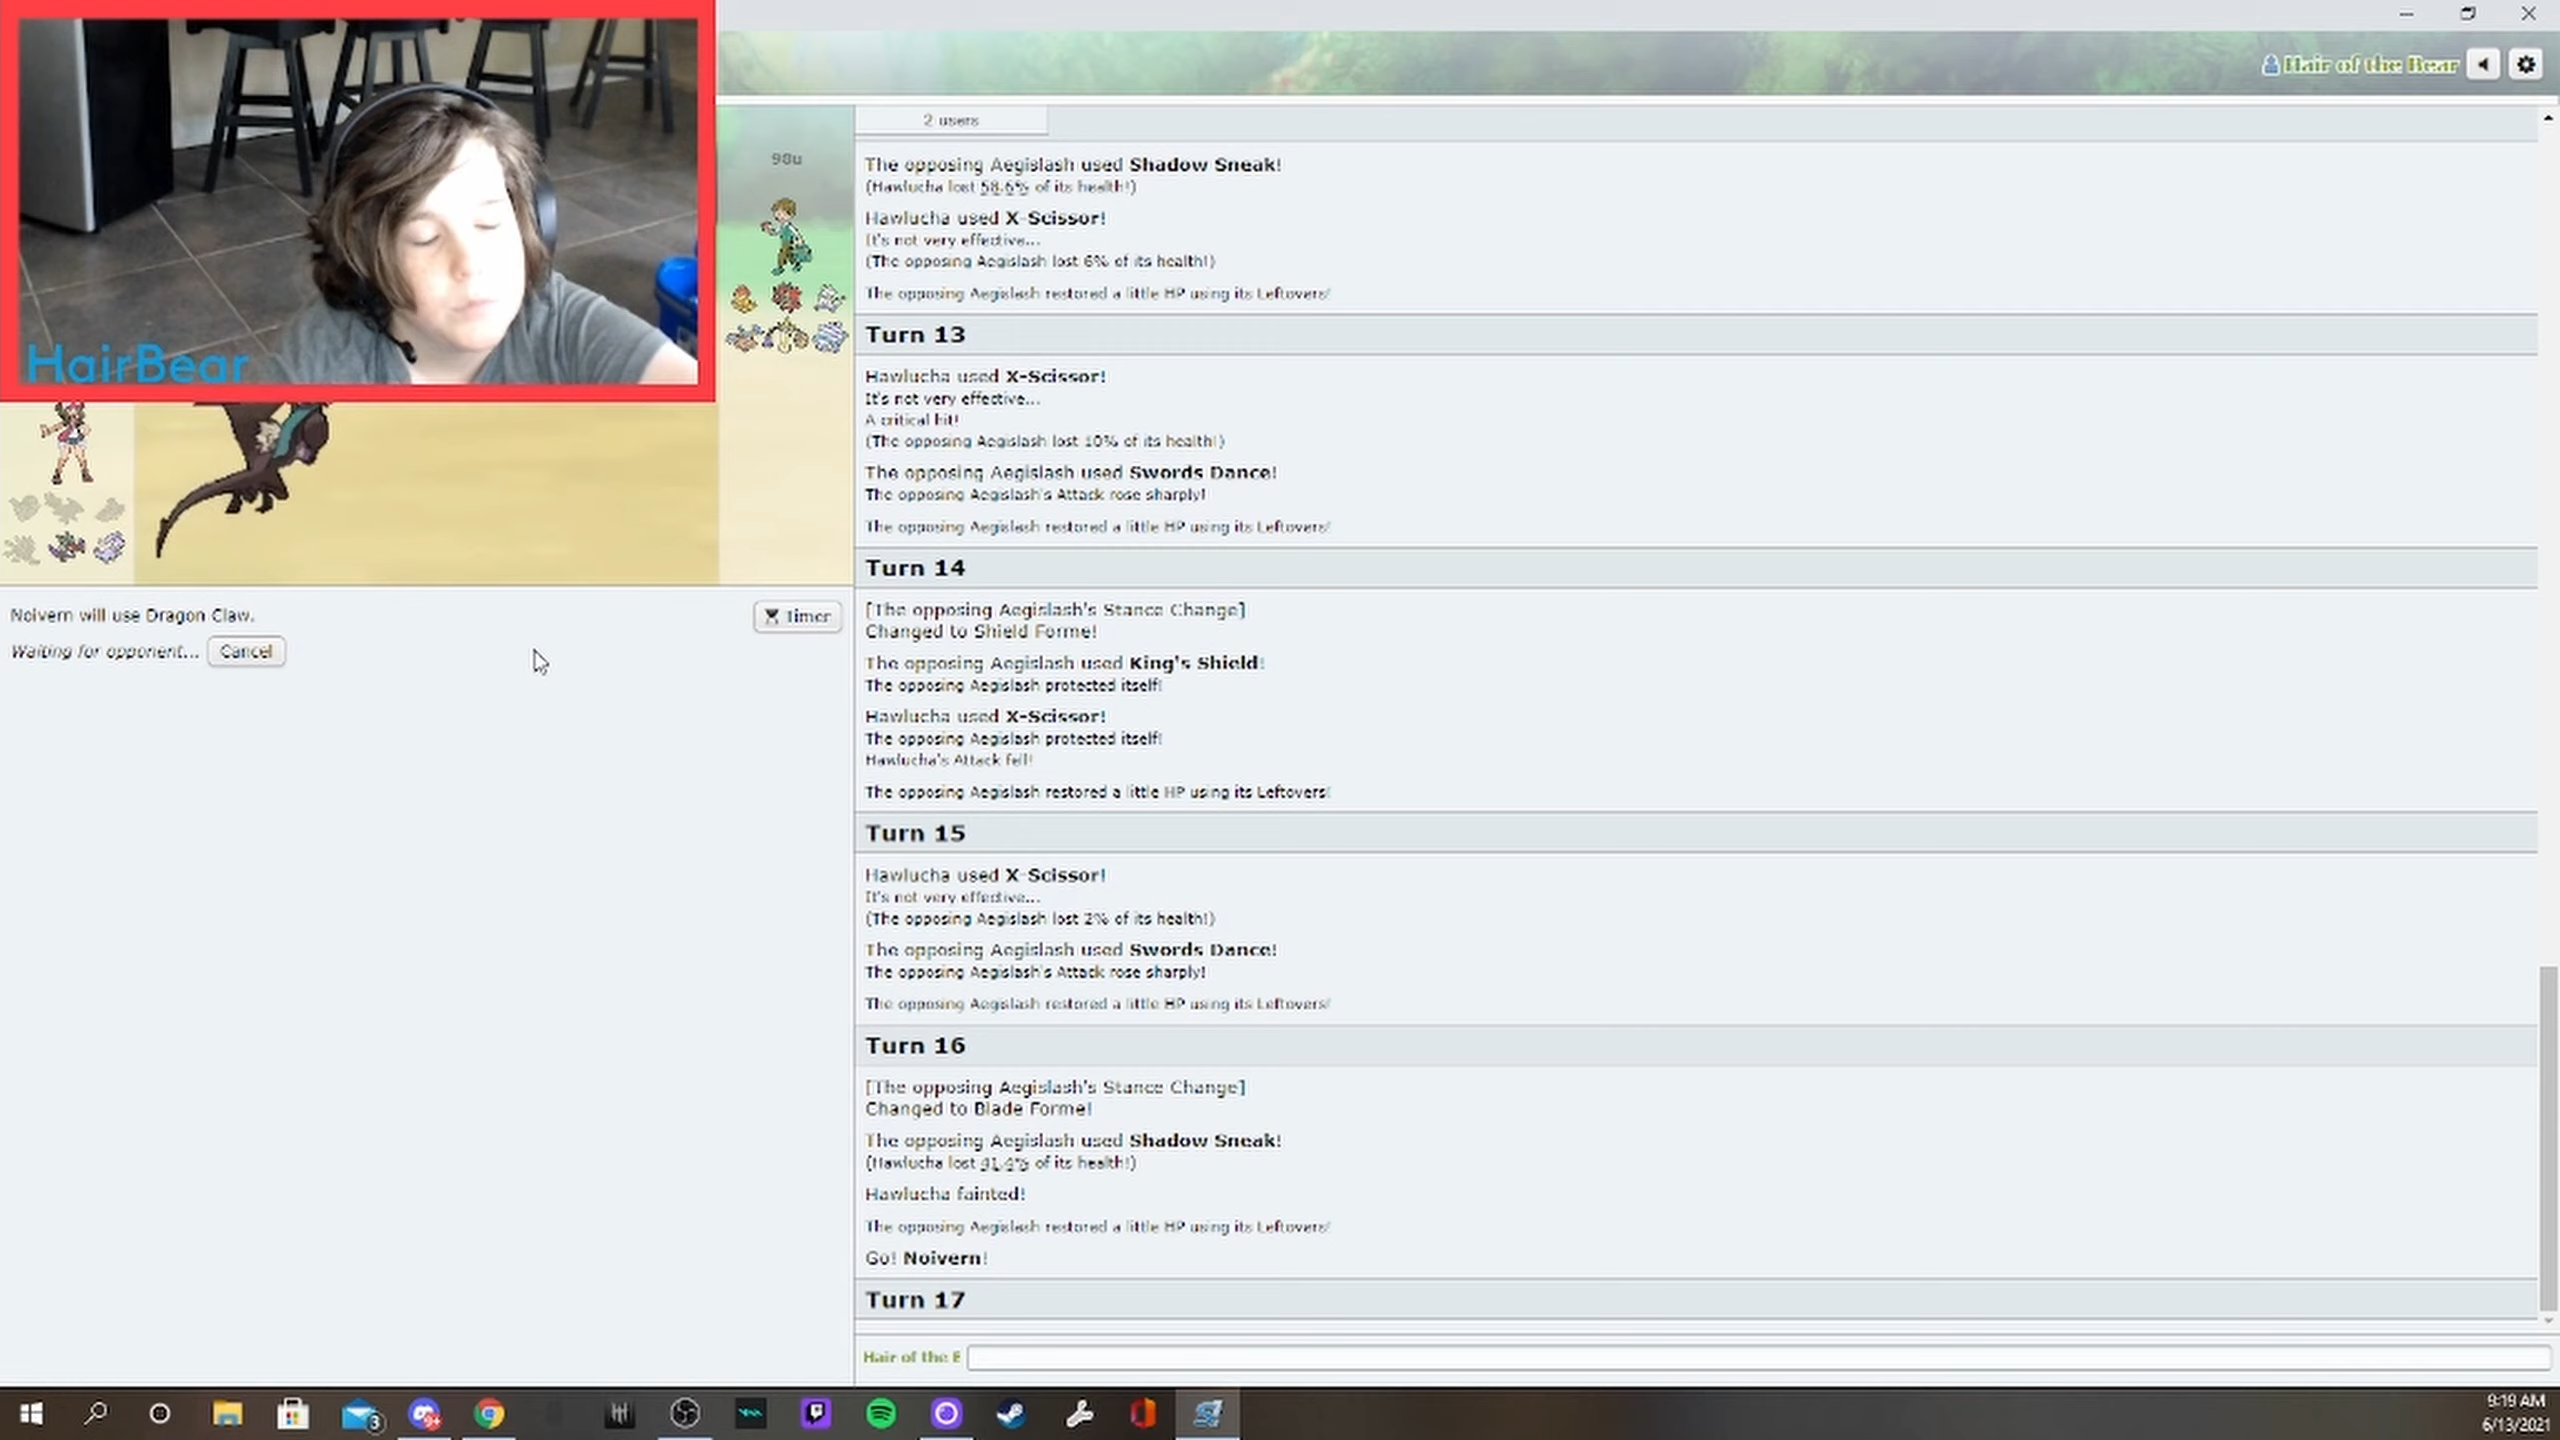 HairBear
98u
Hair of the Bear
2 users
The opposing Aegislash used Shadow Sneak!
(Hawlucha lost 58.6% of its health!)
Hawlucha used X-Scissor!
It's not very effective...
(The opposing Aegislash lost 6% of its health!)
The opposing Aegislash restored a little HP using its Leftovers!
Turn 13
Hawlucha used X-Scissor!
It's not very effective...
A critical hit!
(The opposing Aegislash lost 10% of its health!)
The opposing Aegislash used Swords Dance!
The opposing Aegislash's Attack rose sharply!
The opposing Aegislash restored a little HP using its Leftovers!
Turn 14
[The opposing Aegislash's Stance Change]
Changed to Shield Forme!
The opposing Aegislash used King's Shield!
The opposing Aegislash protected itself!
Hawlucha used X-Scissor!
The opposing Aegislash protected itself!
Hawlucha's Attack fell!
The opposing Aegislash restored a little HP using its Leftovers!
Turn 15
Hawlucha used X-Scissor!
It's not very effective...
(The opposing Aegislash lost 2% of its health!)
The opposing Aegislash used Swords Dance!
The opposing Aegislash's Attack rose sharply!
The opposing Aegislash restored a little HP using its Leftovers!
Turn 16
[The opposing Aegislash's Stance Change]
Changed to Blade Forme!
The opposing Aegislash used Shadow Sneak!
(Hawlucha lost 41.4% of its health!)
Hawlucha fainted!
The opposing Aegislash restored a little HP using its Leftovers!
Go! Noivern!
Turn 17
Noivern will use Dragon Claw.
Timer
Waiting for opponent... Cancel
Hair of the B
3
9+
9:19 AM
6/13/2021